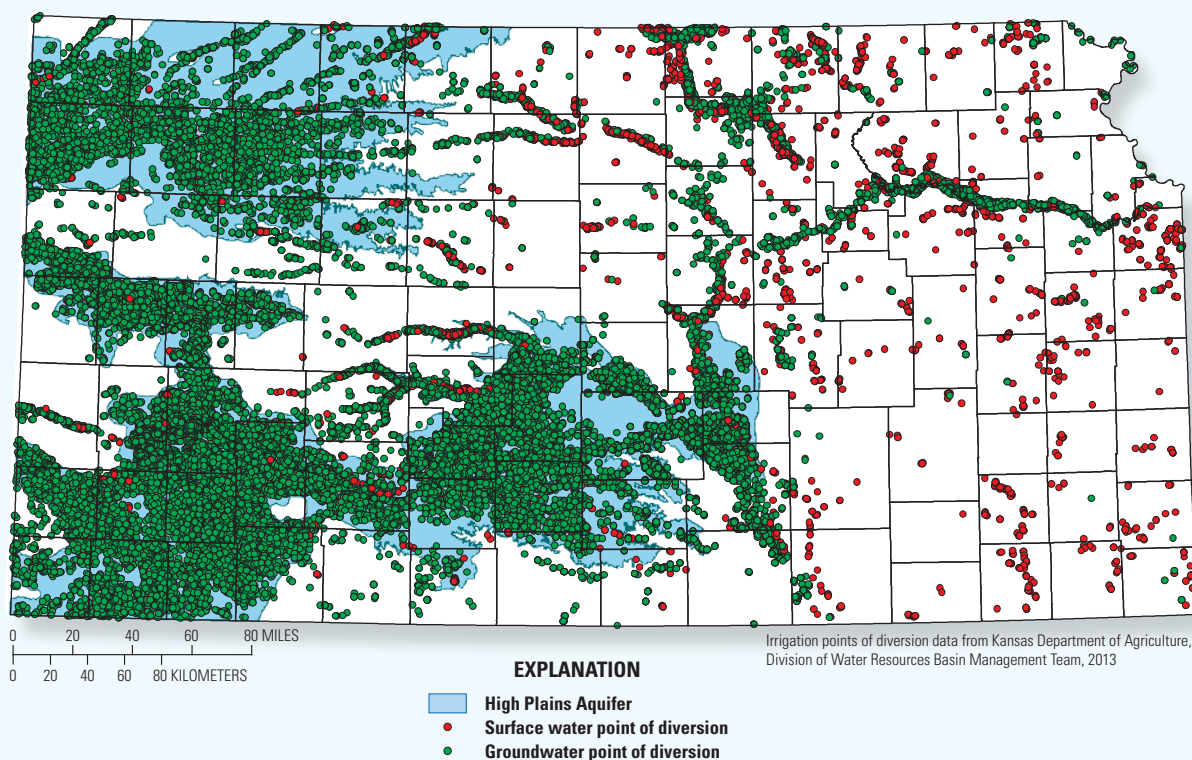 0 20 40 60 80 MILES
0 20 40 60 80 KILOMETERS
Irrigation points of diversion data from Kansas Department of Agriculture,
Division of Water Resources Basin Management Team, 2013
EXPLANATION
High Plains Aquifer
Surface water point of diversion
Groundwater point of diversion